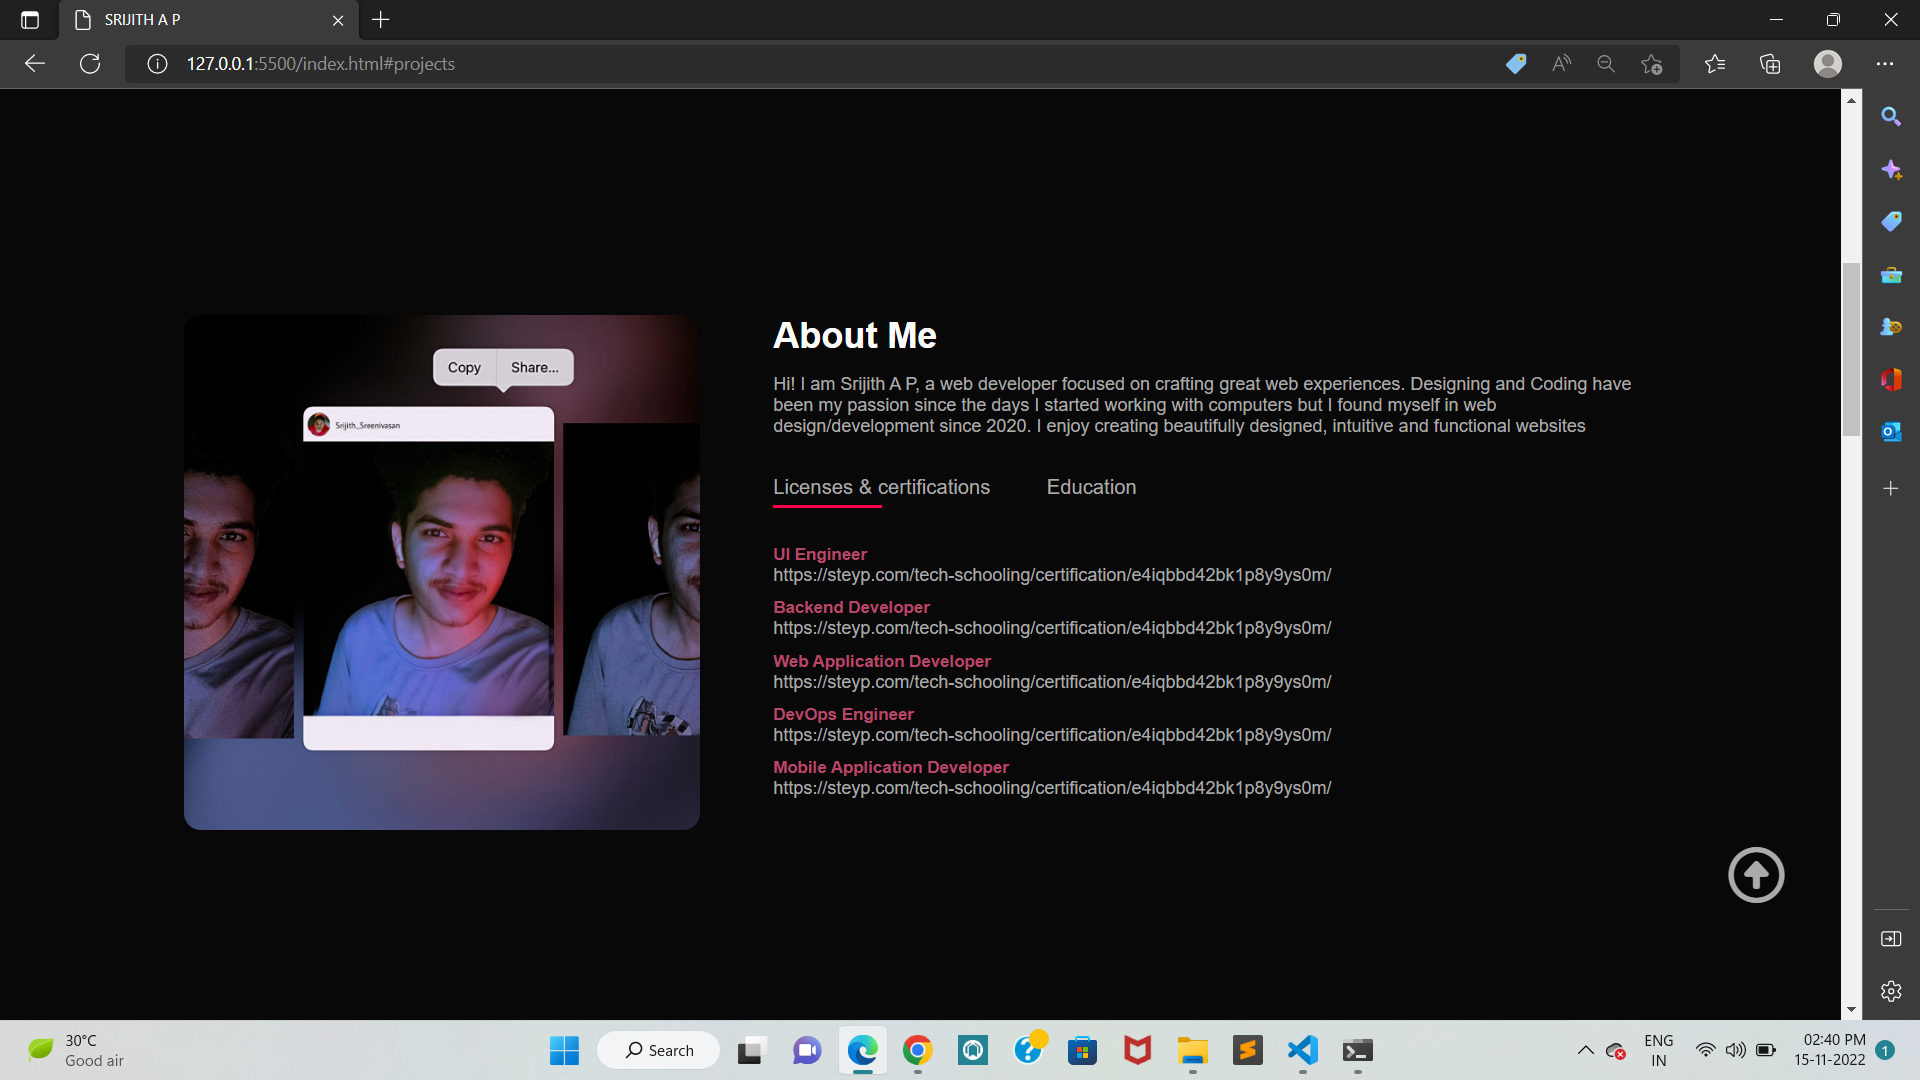 SRIJITH A P
127.0.0.1:5500/index.html#projects
Copy
Share...
Srijith_Sreenivasan
About Me
Hi! I am Srijith A P, a web developer focused on crafting great web experiences. Designing and Coding have
been my passion since the days I started working with computers but I found myself in web
design/development since 2020. I enjoy creating beautifully designed, intuitive and functional websites
Licenses & certifications
Education
UI Engineer
https://steyp.com/tech-schooling/certification/e4iqbbd42bk1p8y9ys0m/
Backend Developer
https://steyp.com/tech-schooling/certification/e4iqbbd42bk1p8y9ys0m/
Web Application Developer
https://steyp.com/tech-schooling/certification/e4iqbbd42bk1p8y9ys0m/
DevOps Engineer
https://steyp.com/tech-schooling/certification/e4iqbbd42bk1p8y9ys0m/
Mobile Application Developer
https://steyp.com/tech-schooling/certification/e4iqbbd42bk1p8y9ys0m/
30°C
Good air
Search
ENG
IN
02:40 PM
15-11-2022
1